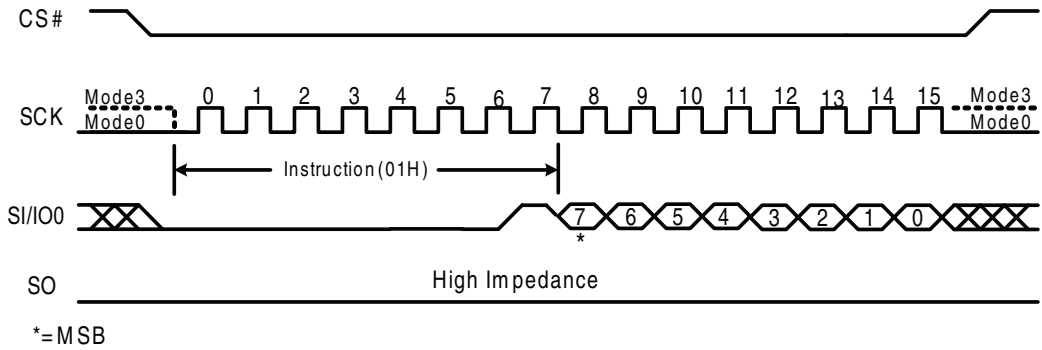 CS#
Mode3 0 1 2 3 4 5 6 7 8 9 10 11 12 13 14 15 Mode3
SCK Mode0 Mode0
Instruction(01H)
SI/IO0 7 6 5 4 3 2 1 0
*
High Impedance
SO
*=MSB